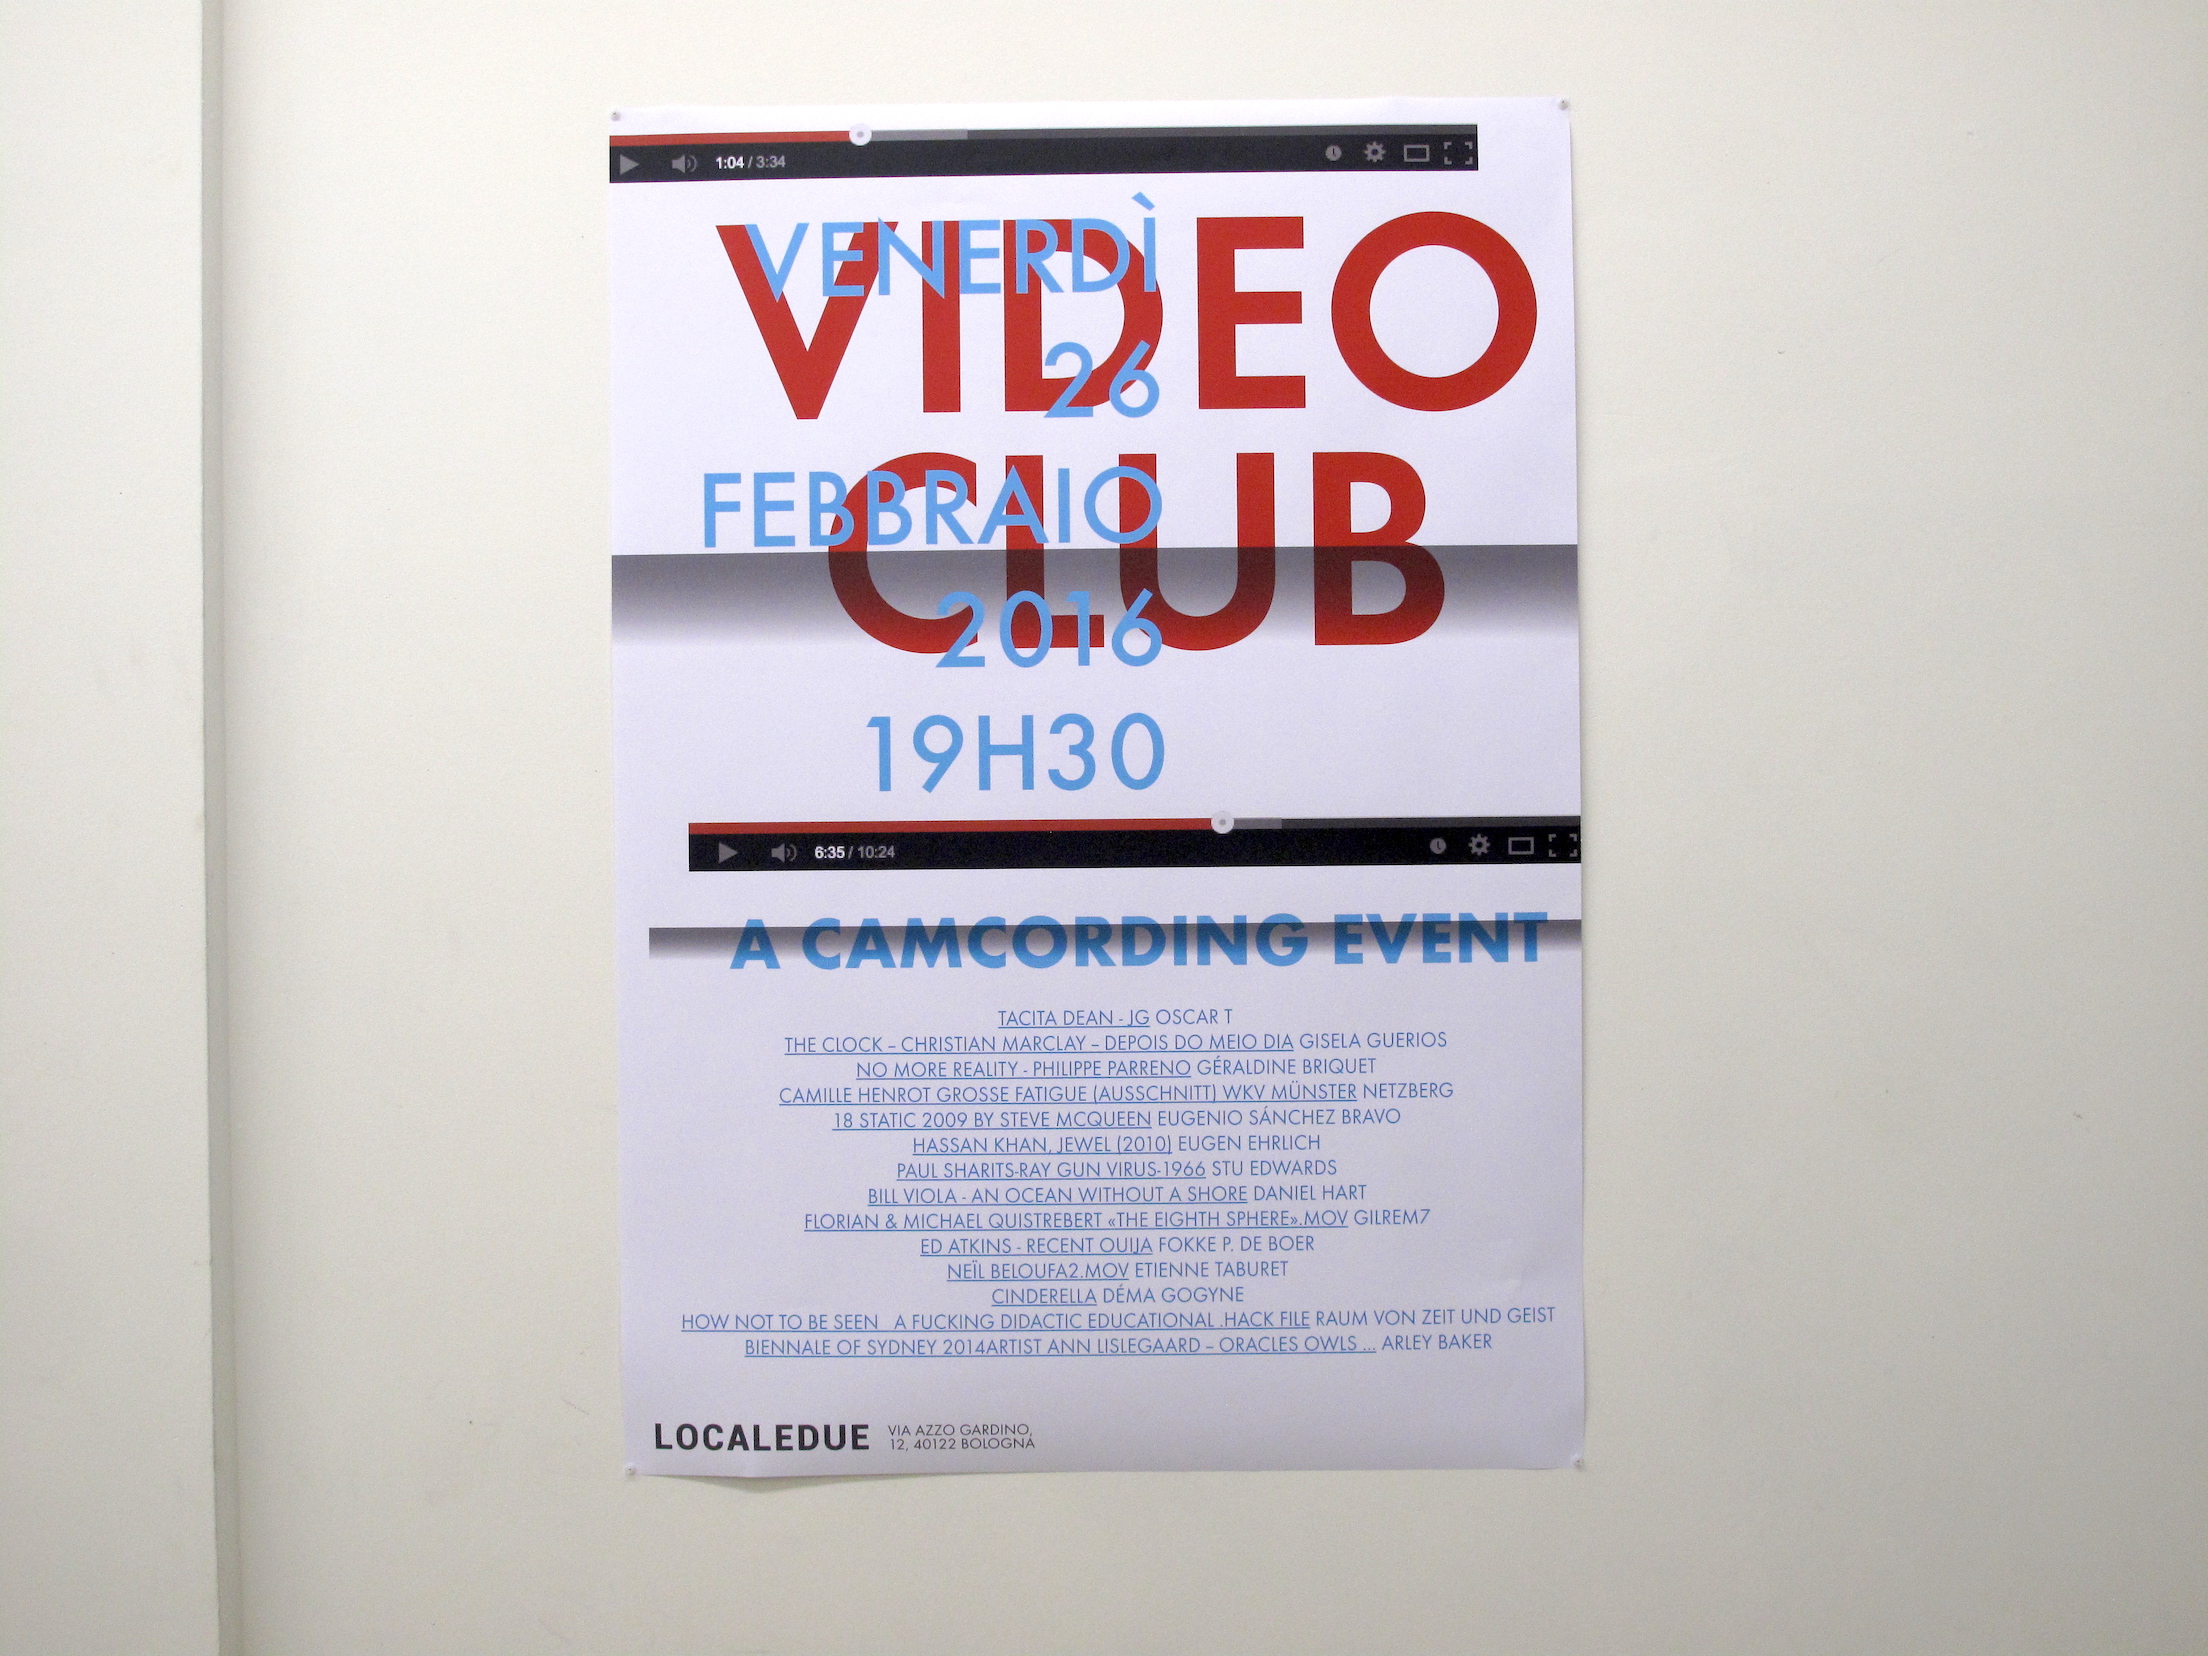 1:04 / 3:34
VIDEO
CLUB
VENERDÌ
26
FEBBRAIO
2016
19H30
6:35 / 10:24
A CAMCORDING EVENT
TACITA DEAN - JG OSCAR T
THE CLOCK – CHRISTIAN MARCLAY – DEPOIS DO MEIO DIA GISELA GUERIOS
NO MORE REALITY - PHILIPPE PARRENO GÉRALDINE BRIQUET
CAMILLE HENROT GROSSE FATIGUE (AUSSCHNITT) WKV MÜNSTER NETZBERG
18 STATIC 2009 BY STEVE MCQUEEN EUGENIO SÁNCHEZ BRAVO
HASSAN KHAN, JEWEL (2010) EUGEN EHRLICH
PAUL SHARITS-RAY GUN VIRUS-1966 STU EDWARDS
BILL VIOLA - AN OCEAN WITHOUT A SHORE DANIEL HART
FLORIAN & MICHAEL QUISTREBERT «THE EIGHTH SPHERE».MOV GILREM7
ED ATKINS - RECENT OUIJA FOKKE P. DE BOER
NEÏL BELOUFA2.MOV ETIENNE TABURET
CINDERELLA DÉMA GOGYNE
HOW NOT TO BE SEEN A FUCKING DIDACTIC EDUCATIONAL .HACK FILE RAUM VON ZEIT UND GEIST
BIENNALE OF SYDNEY 2014ARTIST ANN LISLEGAARD – ORACLES OWLS ... ARLEY BAKER
LOCALEDUE VIA AZZO GARDINO,
12, 40122 BOLOGNA